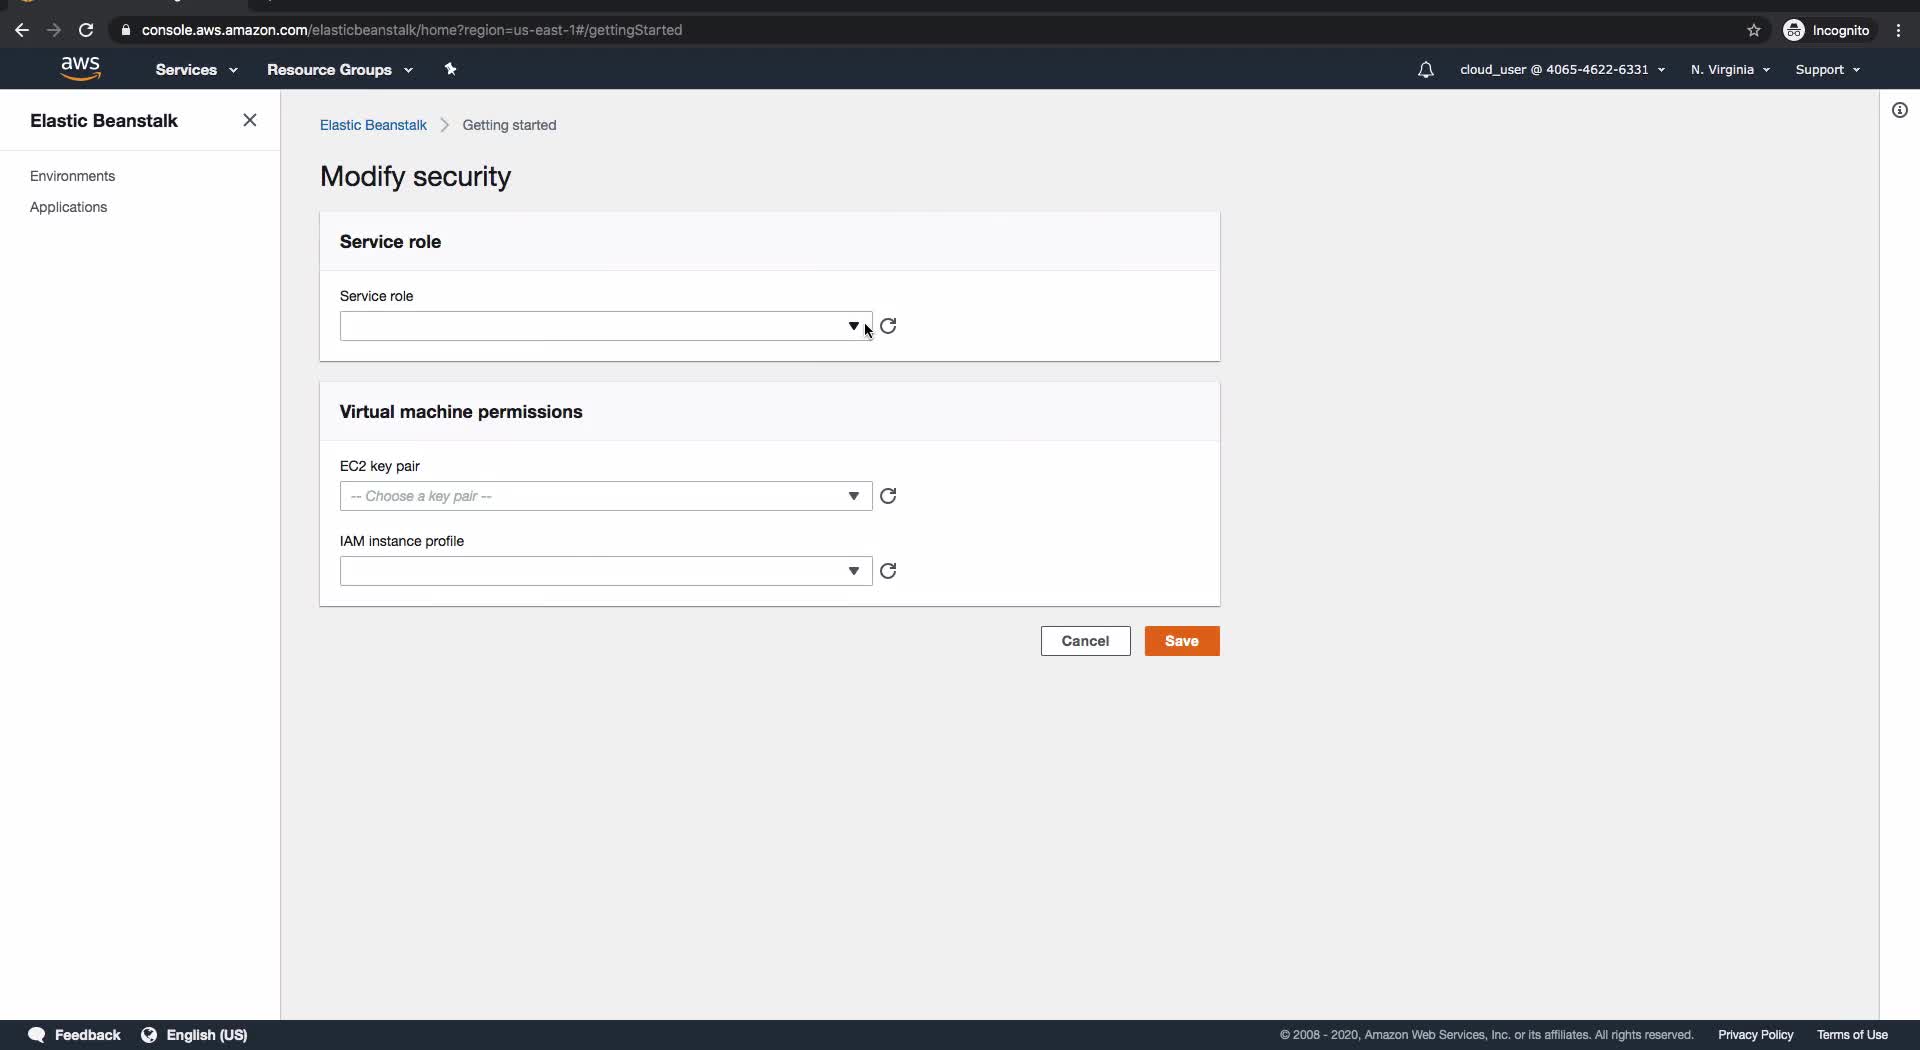 console.aws.amazon.com/elasticbeanstalk/home?region=us-east-1#/gettingStarted
Incognito
aws
Services
Resource Groups
cloud_user @ 4065-4622-6331
N. Virginia
Support
Elastic Beanstalk
Environments
Applications
Elastic Beanstalk
Getting started
Modify security
Service role
Service role
Virtual machine permissions
EC2 key pair
-- Choose a key pair --
IAM instance profile
Cancel
Save
Feedback
English (US)
© 2008 - 2020, Amazon Web Services, Inc. or its affiliates. All rights reserved.
Privacy Policy
Terms of Use